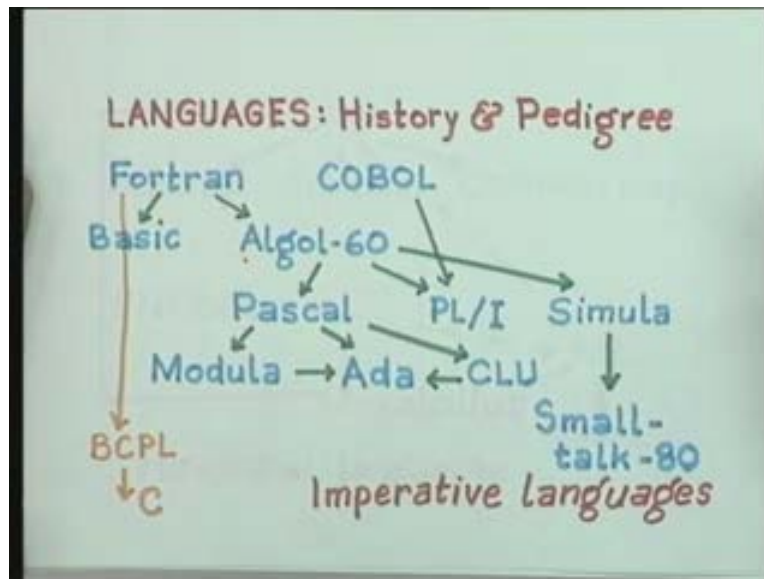 LANGUAGES: History & Pedigree
Fortran COBOL
Basic Algol-60
Pascal PL/I Simula
Modula Ada CLU
Small-
talk-80
BCPL
C
Imperative languages